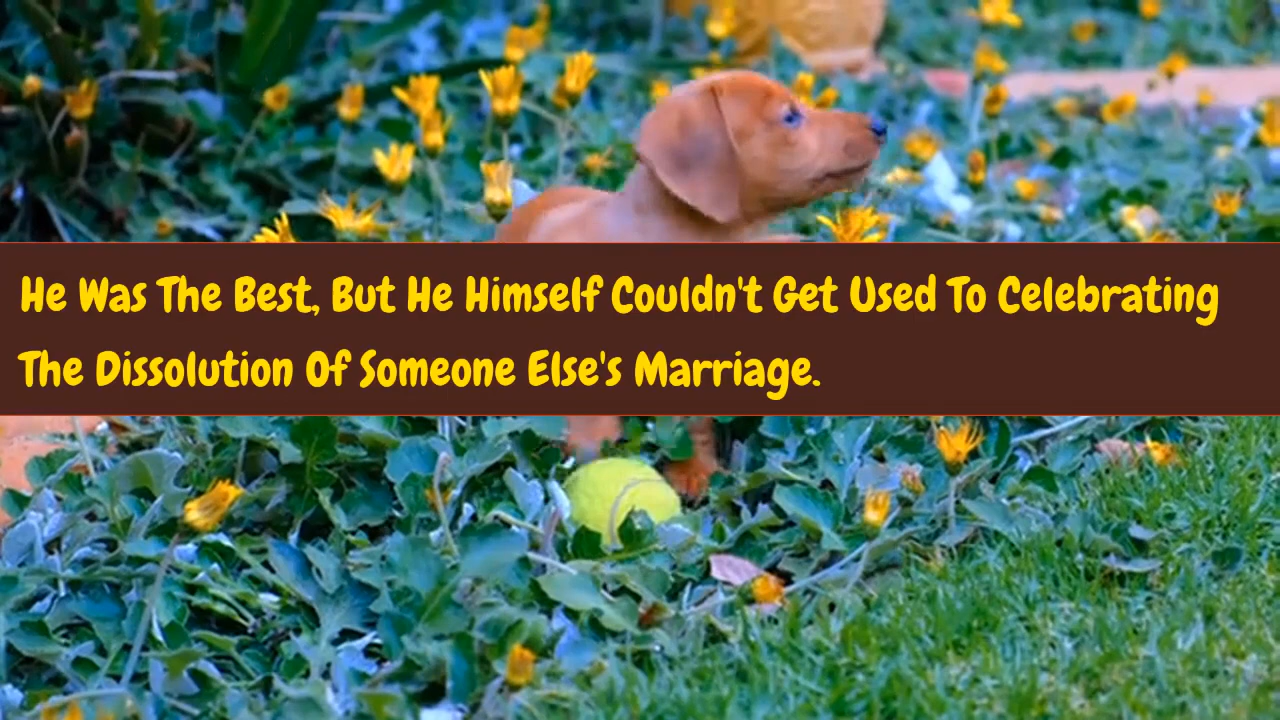 He Was The Best, But He Himself Couldn't Get Used To Celebrating
The Dissolution Of Someone Else's Marriage.